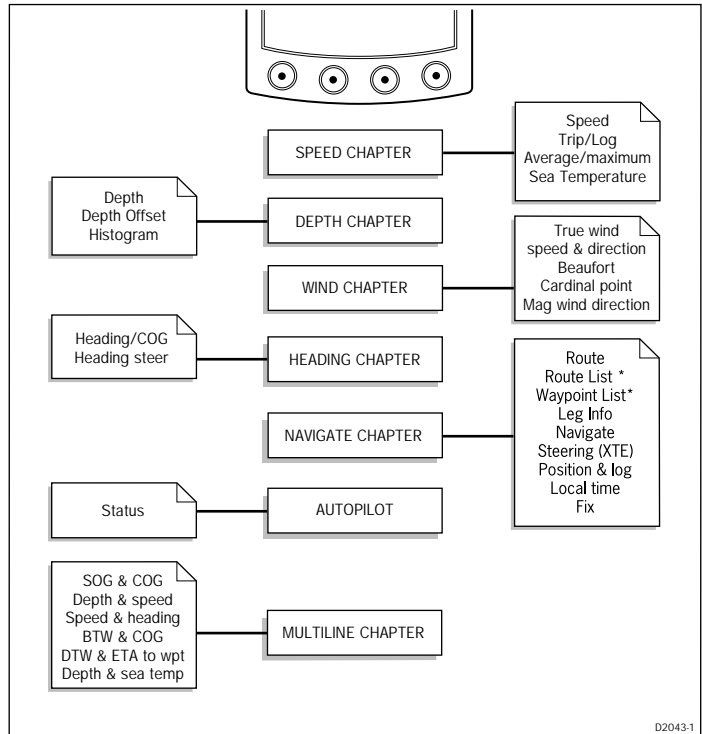 SPEED CHAPTER
Speed
Trip/Log
Average/maximum
Sea Temperature
Depth
Depth Offset
Histogram
DEPTH CHAPTER
WIND CHAPTER
True wind
speed & direction
Beaufort
Cardinal point
Mag wind direction
Heading/COG
Heading steer
HEADING CHAPTER
NAVIGATE CHAPTER
Route
Route List *
Waypoint List*
Leg Info
Navigate
Steering (XTE)
Position & log
Local time
Fix
Status
AUTOPILOT
SOG & COG
Depth & speed
Speed & heading
BTW & COG
DTW & ETA to wpt
Depth & sea temp
MULTILINE CHAPTER
D2043-1